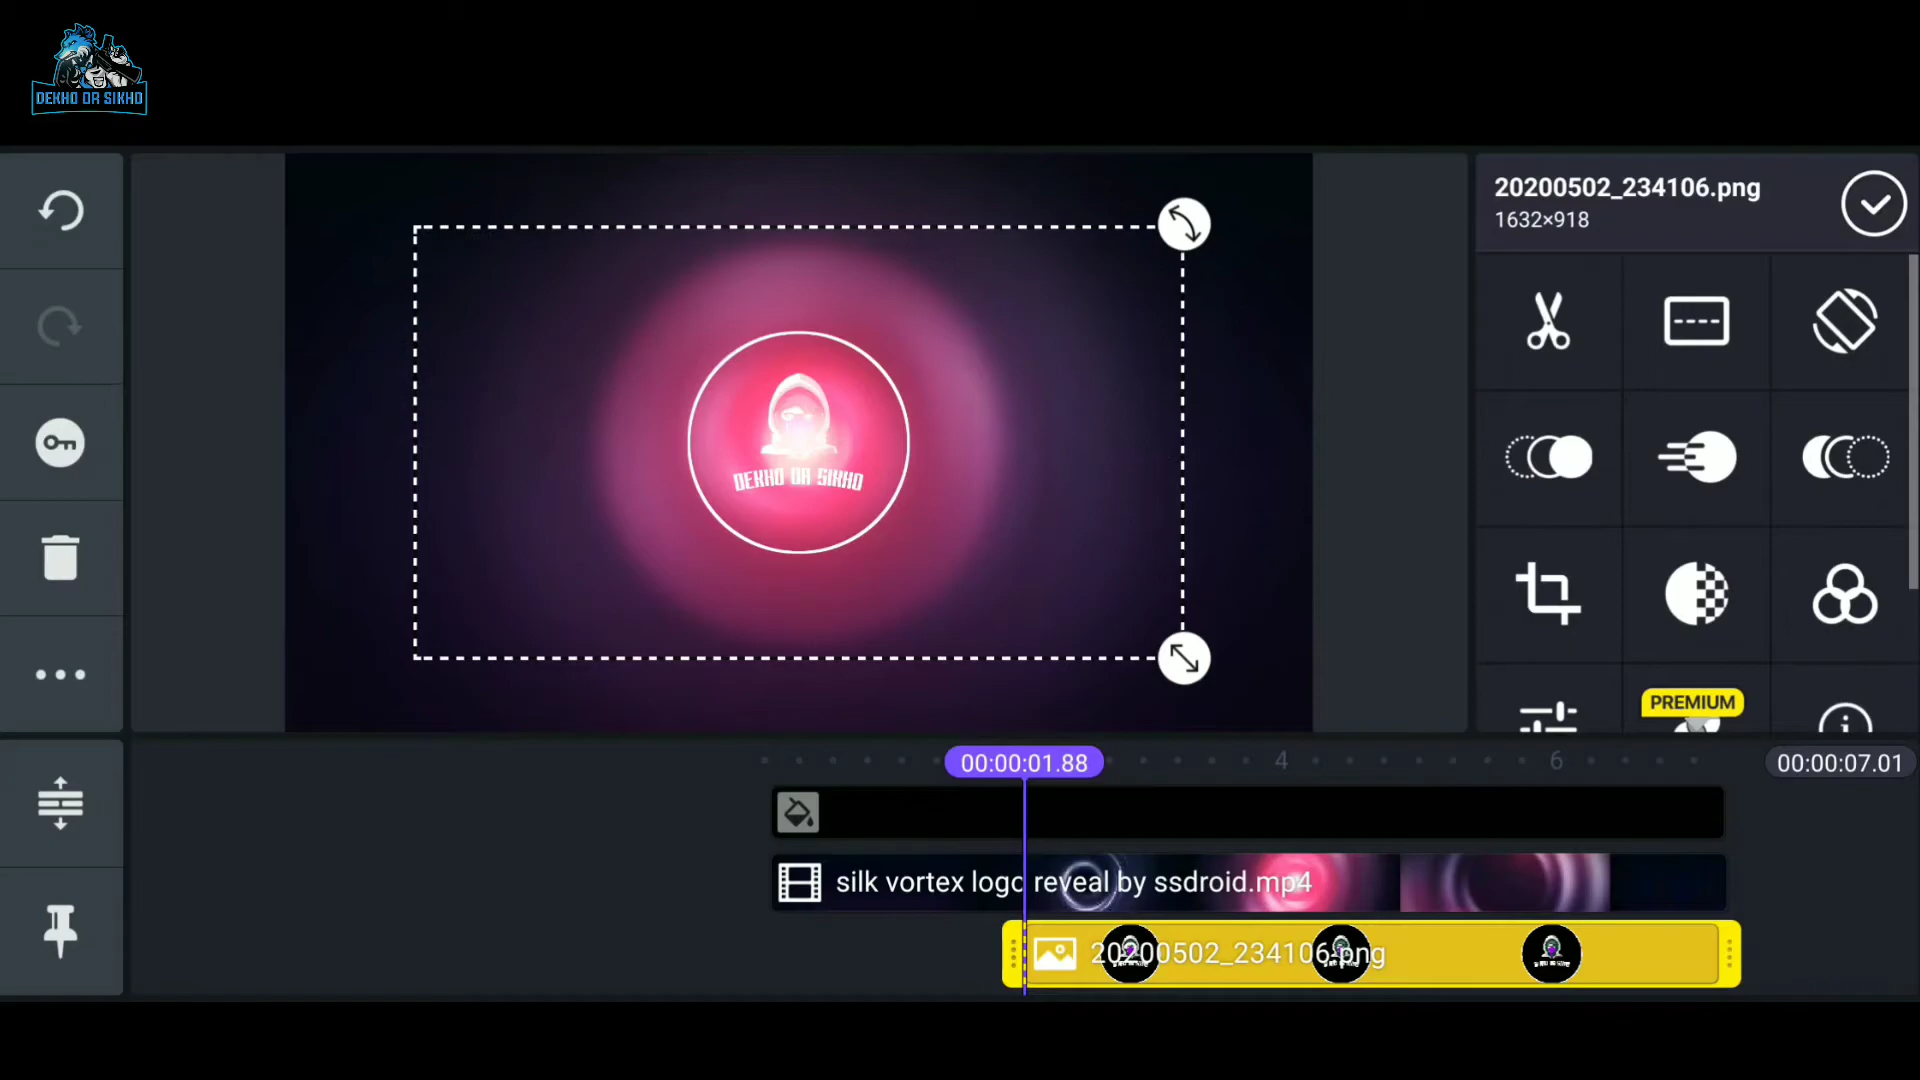 DEKHO OR SIKHO
20200502_234106.png
1632×918
DEKHO OR SIKHO
PREMIUM
00:00:01.88
4
6
00:00:07.01
silk vortex logo reveal by ssdroid.mp4
20200502_234106.png